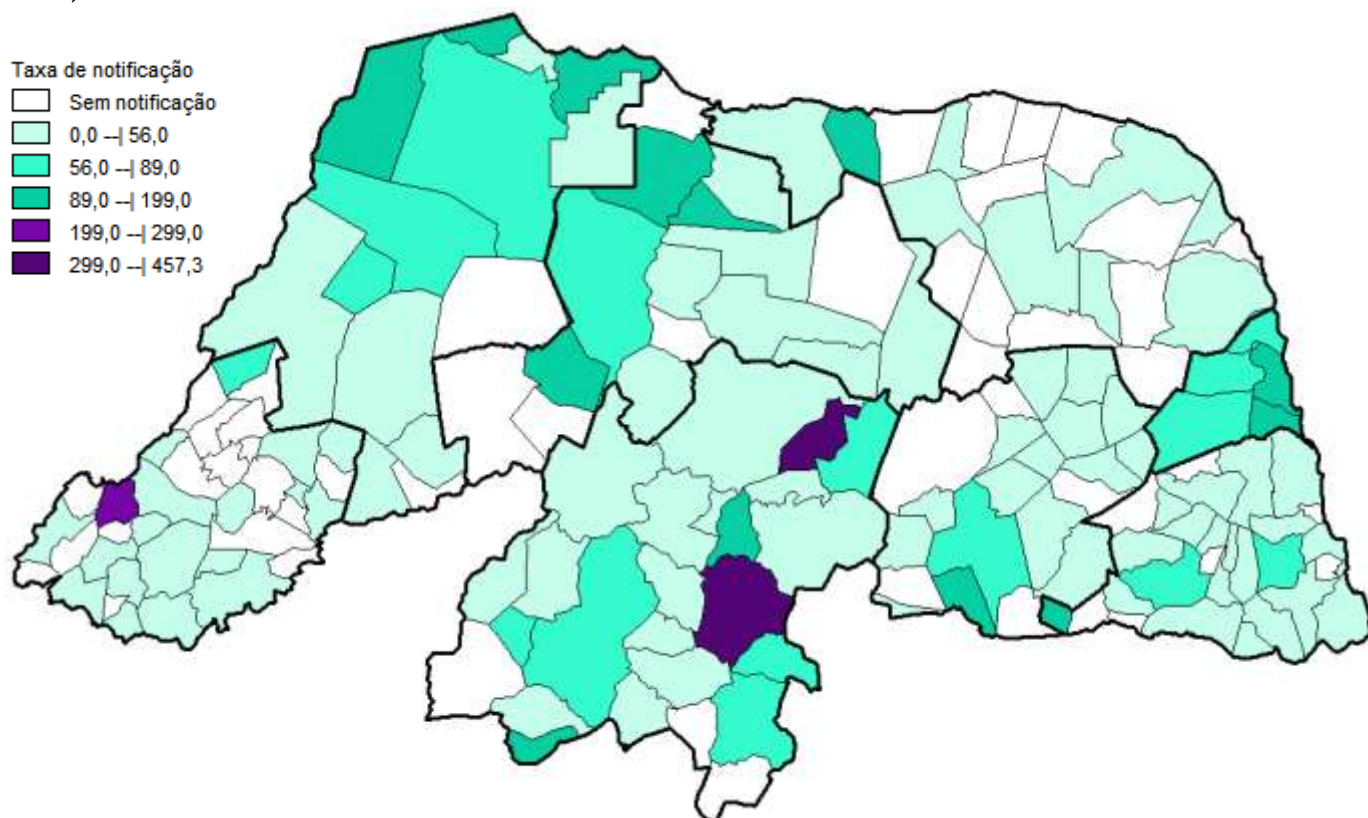 Taxa de notificação
Sem notificação
0,0 --| 56,0
56,0 --| 89,0
89,0 --| 199,0
199,0 --| 299,0
299,0 --| 457,3